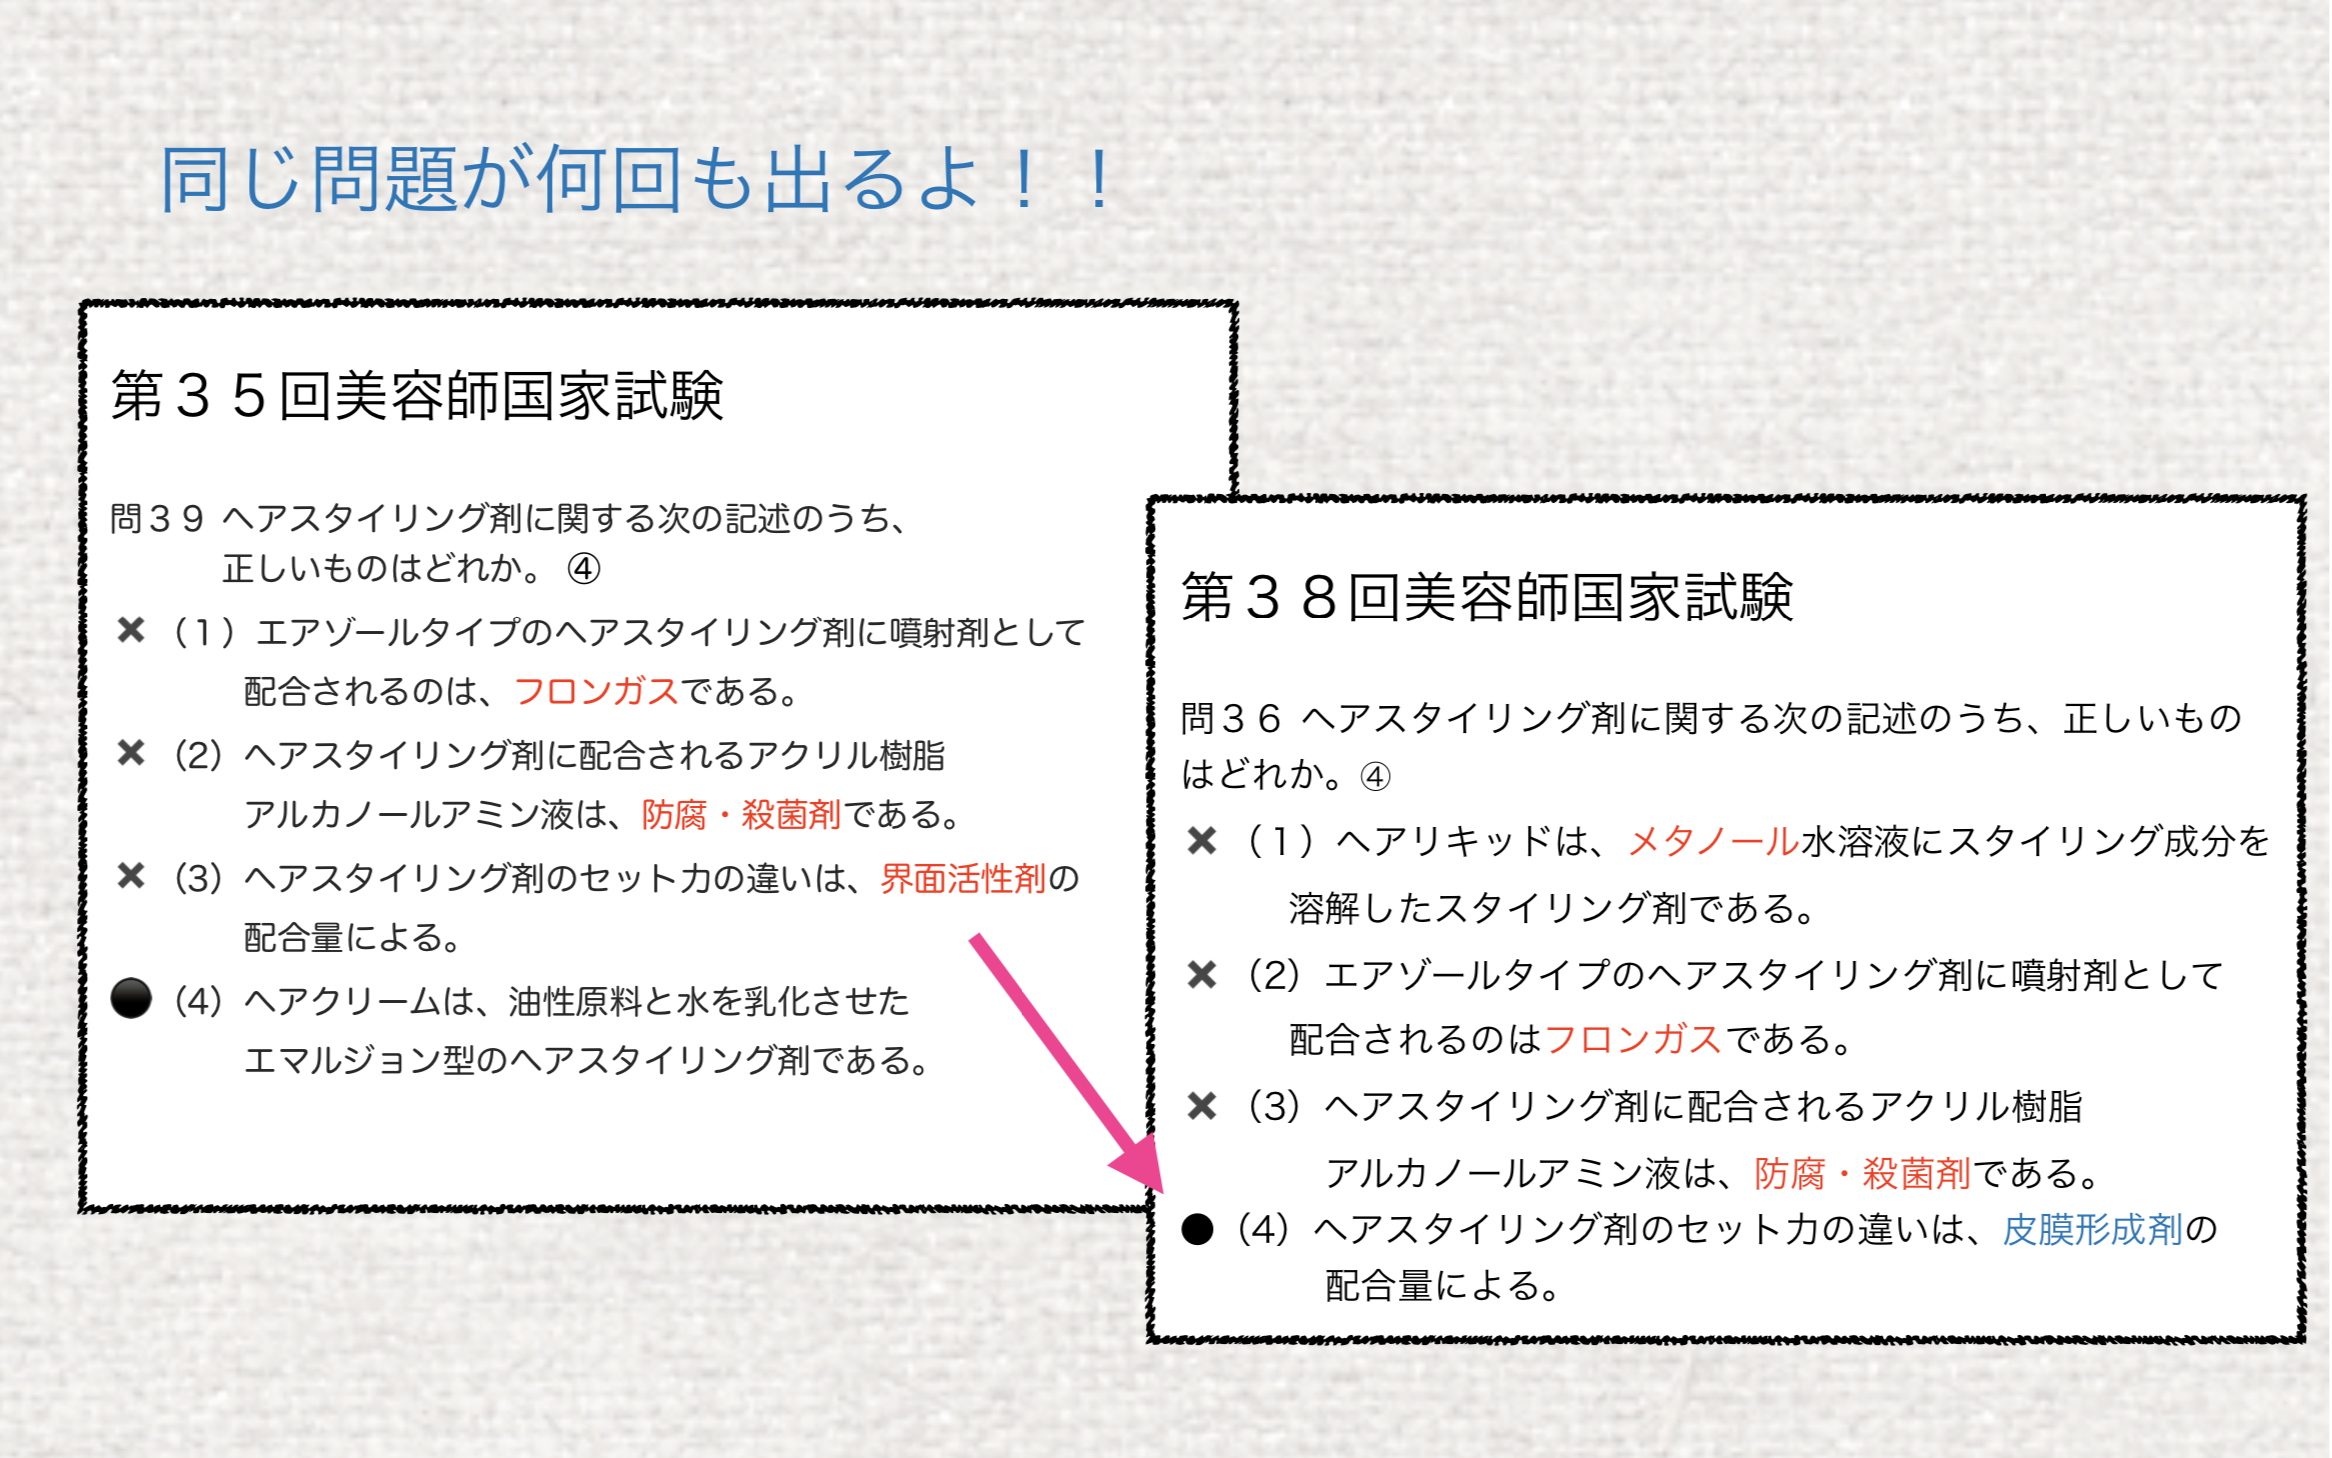 同じ問題が何回も出るよ！！
第３５回美容師国家試験
問３９ ヘアスタイリング剤に関する次の記述のうち、
正しいものはどれか。 ④
✖（１）エアゾールタイプのヘアスタイリング剤に噴射剤として
配合されるのは、フロンガスである。
✖（2）ヘアスタイリング剤に配合されるアクリル樹脂
アルカノールアミン液は、防腐・殺菌剤である。
✖（3）ヘアスタイリング剤のセット力の違いは、界面活性剤の
配合量による。
⚫（4）ヘアクリームは、油性原料と水を乳化させた
エマルジョン型のヘアスタイリング剤である。
第３８回美容師国家試験
問３６ ヘアスタイリング剤に関する次の記述のうち、正しいもの
はどれか。④
✖（１）ヘアリキッドは、メタノール水溶液にスタイリング成分を
溶解したスタイリング剤である。
✖（2）エアゾールタイプのヘアスタイリング剤に噴射剤として
配合されるのはフロンガスである。
✖（3）ヘアスタイリング剤に配合されるアクリル樹脂
アルカノールアミン液は、防腐・殺菌剤である。
●（4）ヘアスタイリング剤のセット力の違いは、皮膜形成剤の
配合量による。